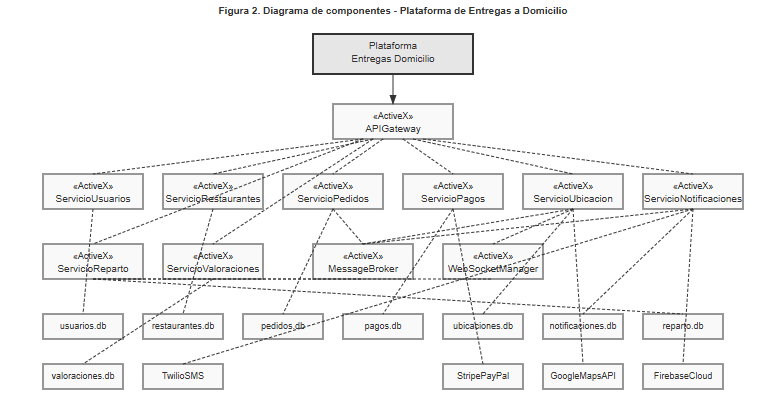 Figura 2. Diagrama de componentes - Plataforma de Entregas a Domicilio
Plataforma
Entregas Domicilio
«ActiveX»
APIGateway
«ActiveX»
ServicioUsuarios
«ActiveX»
ServicioRestaurantes
«ActiveX»
ServicioPedidos
«ActiveX»
ServicioPagos
«ActiveX»
ServicioUbicacion
«ActiveX»
ServicioNotificaciones
«ActiveX»
ServicioReparto
«ActiveX»
ServicioValoraciones
«ActiveX»
MessageBroker
«ActiveX»
WebSocketManager
usuarios.db
restaurantes.db
pedidos.db
pagos.db
ubicaciones.db
notificaciones.db
reparto.db
valoraciones.db
TwilioSMS
StripePayPal
GoogleMapsAPI
FirebaseCloud